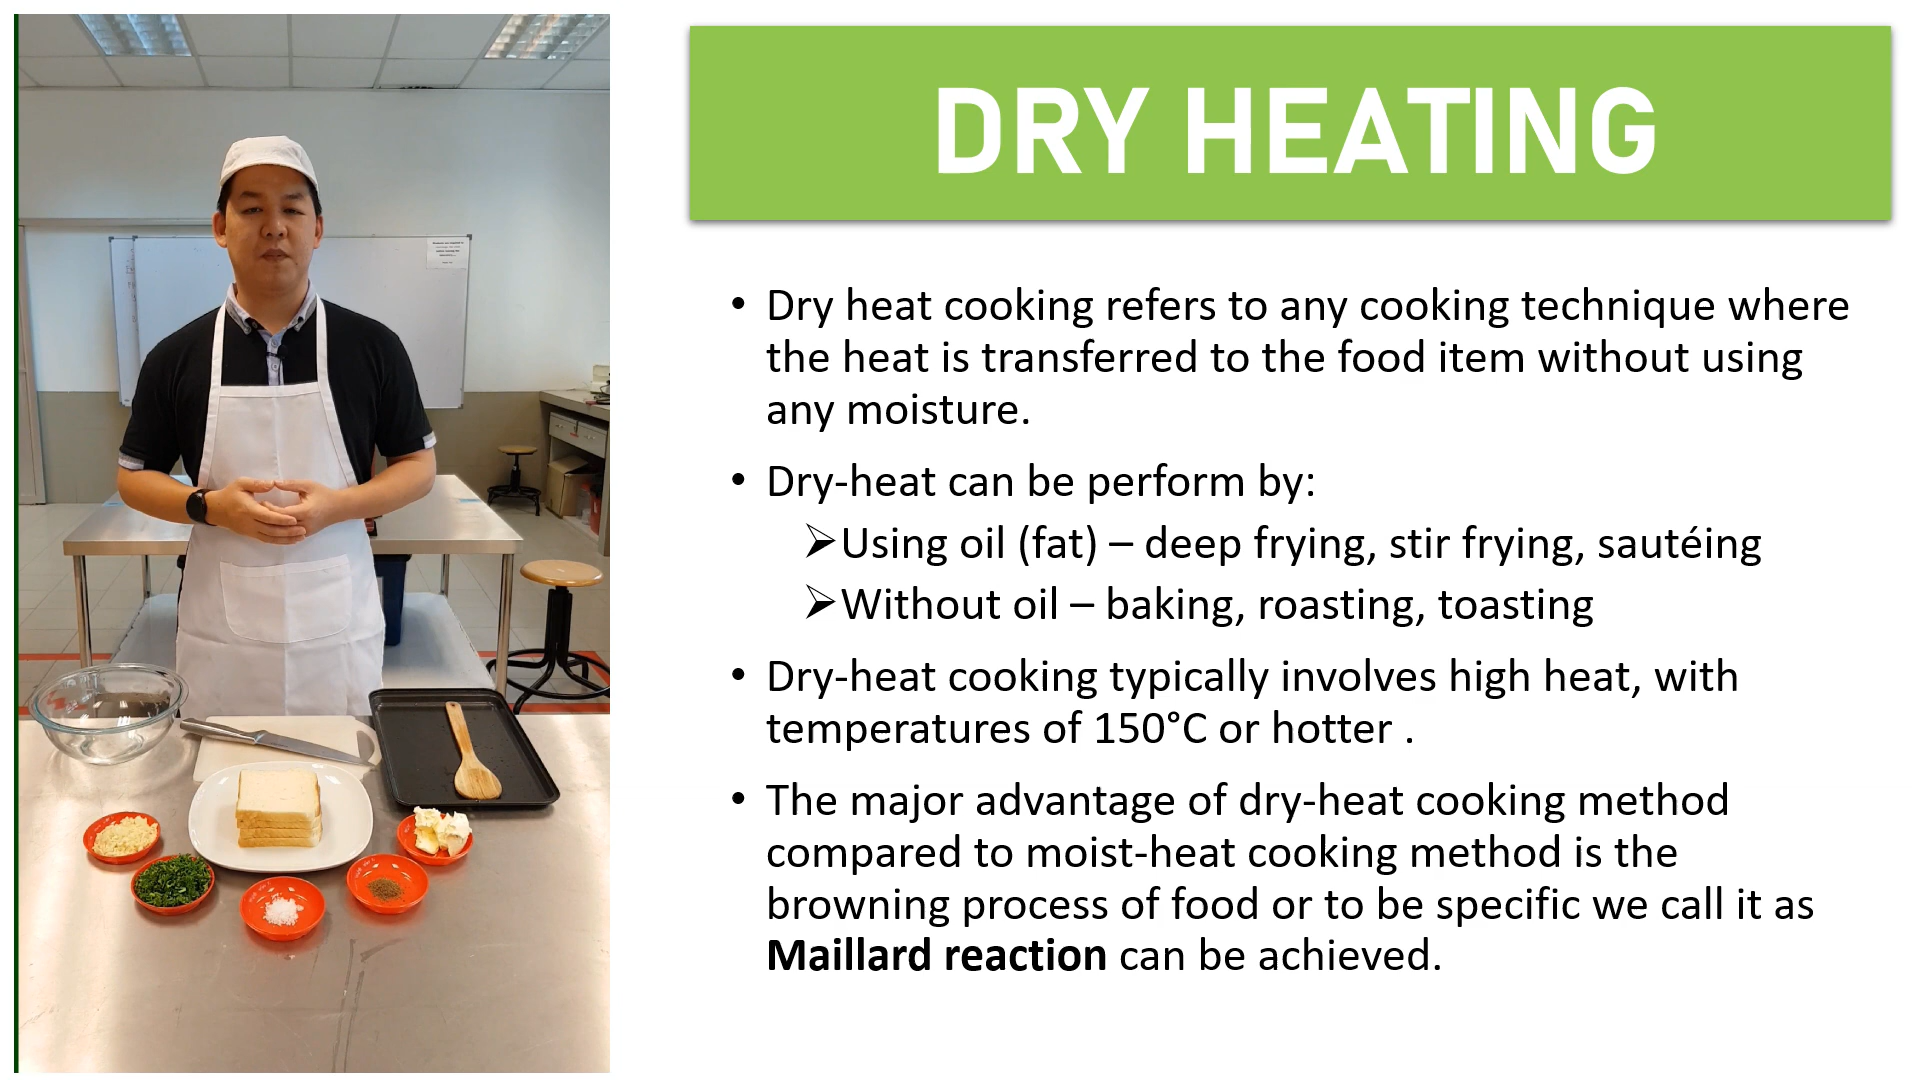 DRY HEATING
• Dry heat cooking refers to any cooking technique where
the heat is transferred to the food item without using
any moisture.
• Dry-heat can be perform by:
➢Using oil (fat) – deep frying, stir frying, sautéing
➢Without oil – baking, roasting, toasting
• Dry-heat cooking typically involves high heat, with
temperatures of 150°C or hotter .
• The major advantage of dry-heat cooking method
compared to moist-heat cooking method is the
browning process of food or to be specific we call it as
Maillard reaction can be achieved.